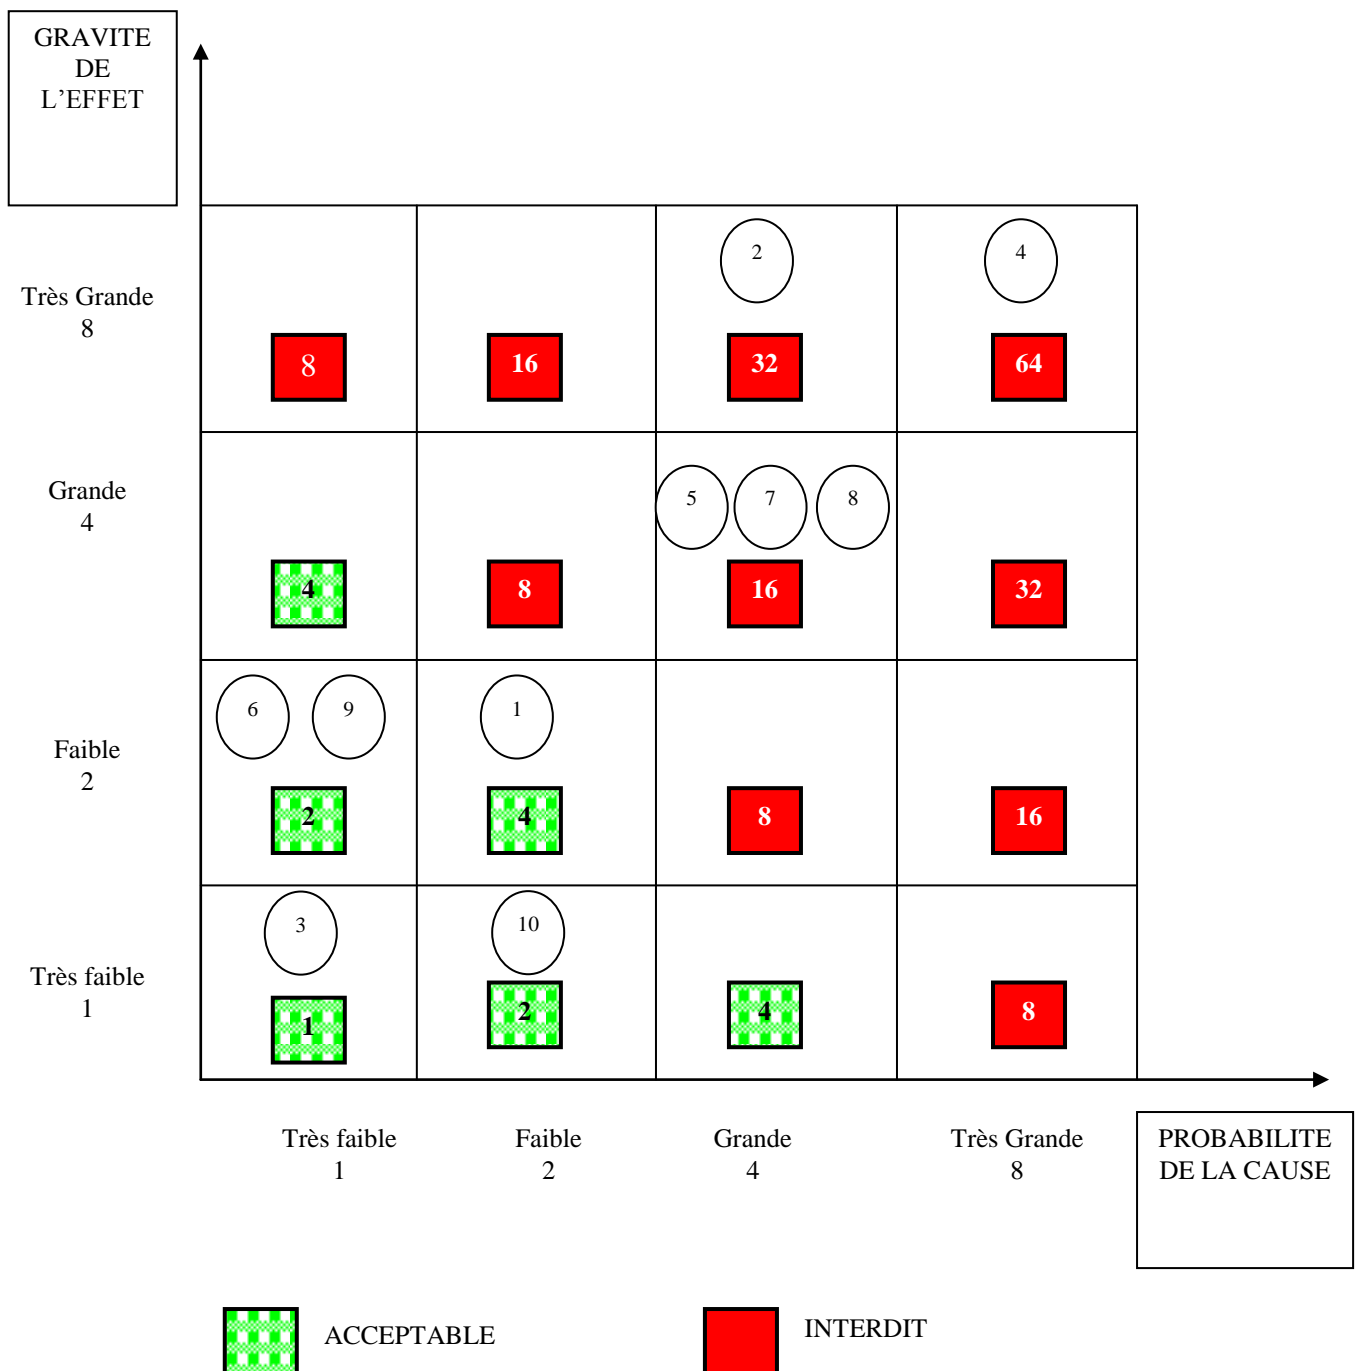 GRAVITE
DE
L'EFFET
2
4
Très Grande
8
8
16
32
64
Grande
4
5
7
8
4
8
16
32
6
9
1
Faible
2
2
4
8
16
3
10
Très faible
1
1
2
4
8
Très faible
1
Faible
2
Grande
4
Très Grande
8
PROBABILITE
DE LA CAUSE
ACCEPTABLE
INTERDIT